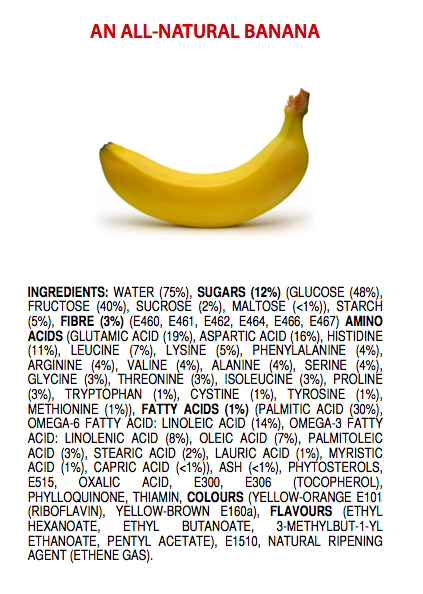 AN ALL-NATURAL BANANA
INGREDIENTS: WATER (75%), SUGARS (12%) (GLUCOSE (48%),
FRUCTOSE (40%), SUCROSE (2%), MALTOSE (<1%)), STARCH
(5%), FIBRE (3%) (E460, E461, E462, E464, E466, E467) AMINO
ACIDS (GLUTAMIC ACID (19%), ASPARTIC ACID (16%), HISTIDINE
(11%), LEUCINE (7%), LYSINE (5%), PHENYLALANINE (4%),
ARGININE (4%), VALINE (4%), ALANINE (4%), SERINE (4%),
GLYCINE (3%), THREONINE (3%), ISOLEUCINE (3%), PROLINE
(3%), TRYPTOPHAN (1%), CYSTINE (1%), TYROSINE (1%),
METHIONINE (1%)), FATTY ACIDS (1%) (PALMITIC ACID (30%),
OMEGA-6 FATTY ACID: LINOLEIC ACID (14%), OMEGA-3 FATTY
ACID: LINOLENIC ACID (8%), OLEIC ACID (7%), PALMITOLEIC
ACID (3%), STEARIC ACID (2%), LAURIC ACID (1%), MYRISTIC
ACID (1%), CAPRIC ACID (<1%)), ASH (<1%), PHYTOSTEROLS,
E515, OXALIC ACID, E300, E306 (TOCOPHEROL),
PHYLLOQUINONE, THIAMIN, COLOURS (YELLOW-ORANGE E101
(RIBOFLAVIN), YELLOW-BROWN E160a), FLAVOURS (ETHYL
HEXANOATE, ETHYL BUTANOATE, 3-METHYLBUT-1-YL
ETHANOATE, PENTYL ACETATE), E1510, NATURAL RIPENING
AGENT (ETHENE GAS).